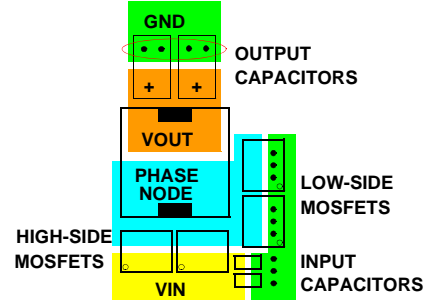 GND
OUTPUT
CAPACITORS
+ +
VOUT
PHASE
NODE
LOW-SIDE
MOSFETS
HIGH-SIDE
MOSFETS
INPUT
CAPACITORS
VIN